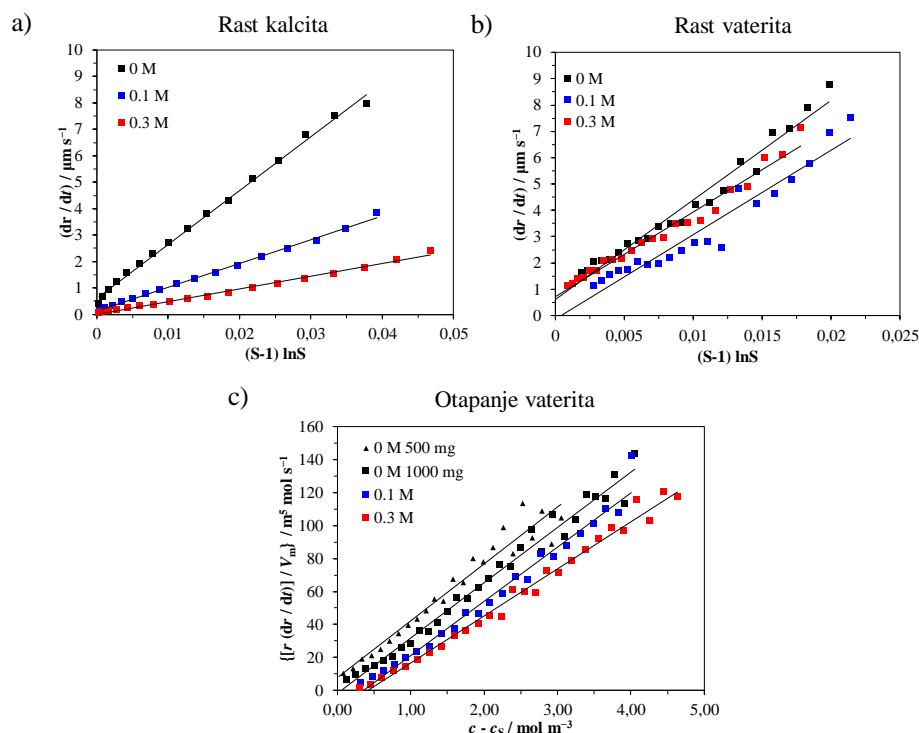 a)
Rast kalcita
(dr / dt) / μm s⁻¹
10
9
8
7
6
5
4
3
2
1
0
0 M
0.1 M
0.3 M
0
0,01
0,02
0,03
0,04
0,05
(S-1) lnS
b)
Rast vaterita
(dr / dt) / μm s⁻¹
10
9
8
7
6
5
4
3
2
1
0
0 M
0.1 M
0.3 M
0
0,005
0,01
0,015
0,02
0,025
(S-1) lnS
c)
Otapanje vaterita
{[r (dr / dt)] / Vm} / m⁵ mol s⁻¹
160
140
120
100
80
60
40
20
0
0 M 500 mg
0 M 1000 mg
0.1 M
0.3 M
0,00
1,00
2,00
3,00
4,00
5,00
c - cS / mol m⁻³